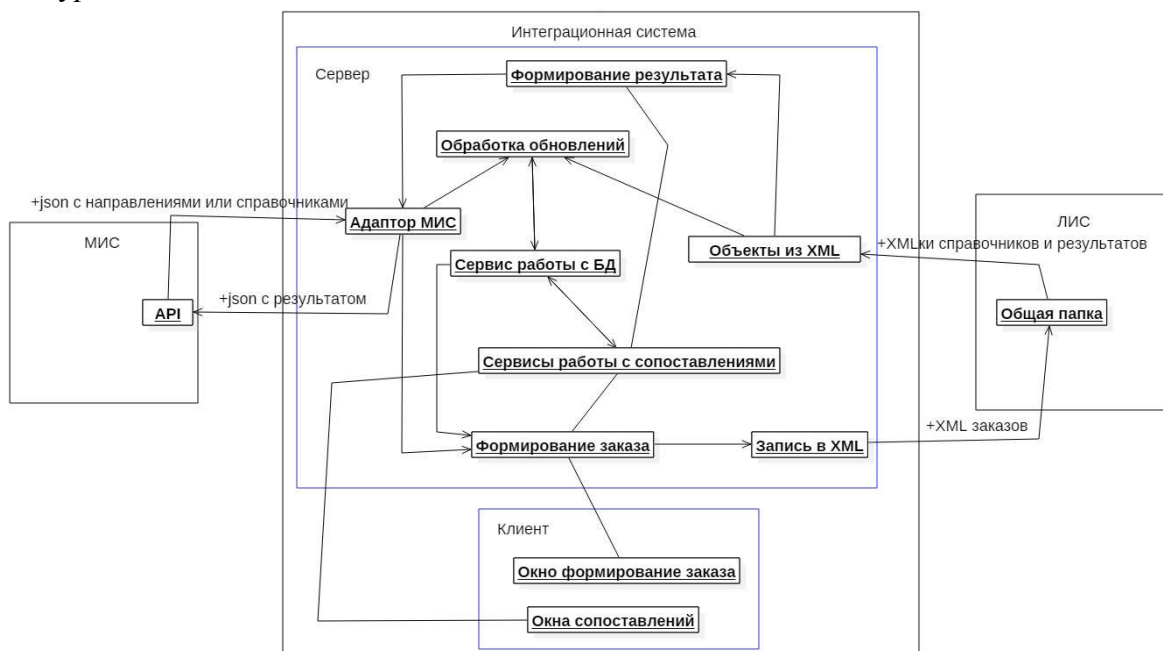 Интеграционная система
Сервер
Формирование результата
Обработка обновлений
+json с направлениями или справочниками
Адаптор МИС
ЛИС
МИС
Объекты из XML
+XMLки справочников и результатов
Сервис работы с БД
+json с результатом
API
Общая папка
Сервисы работы с сопоставлениями
+XML заказов
Формирование заказа
Запись в XML
Клиент
Окно формирование заказа
Окна сопоставлений